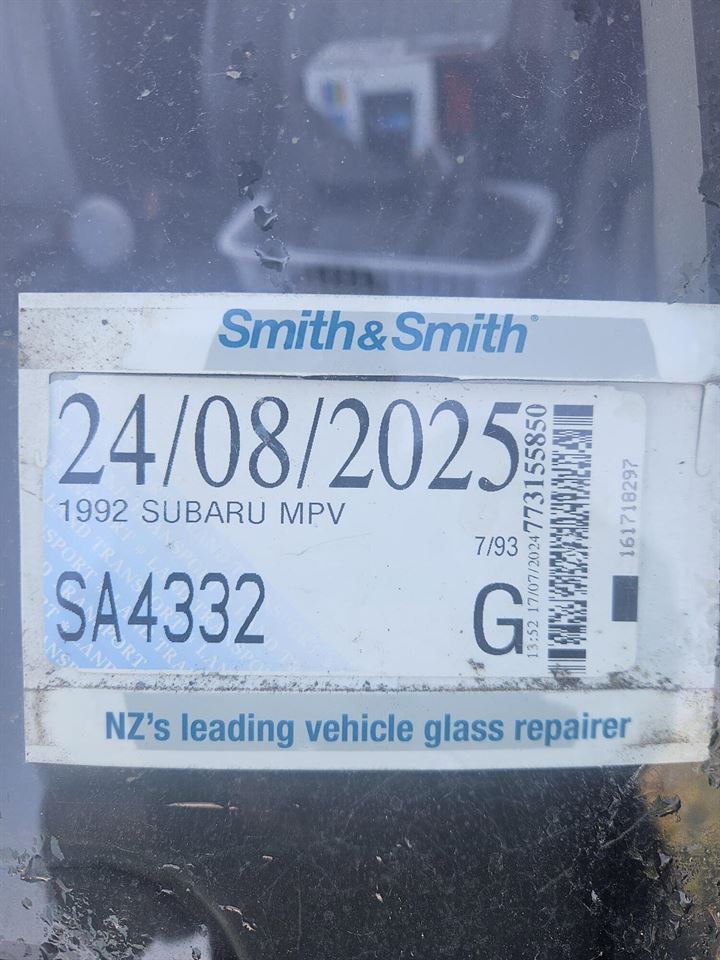 Smith&Smith®
24/08/2025
1992 SUBARU MPV
7/93
SA4332
G
13:52 17/07/2024 773155850
161718297
NZ's leading vehicle glass repairer